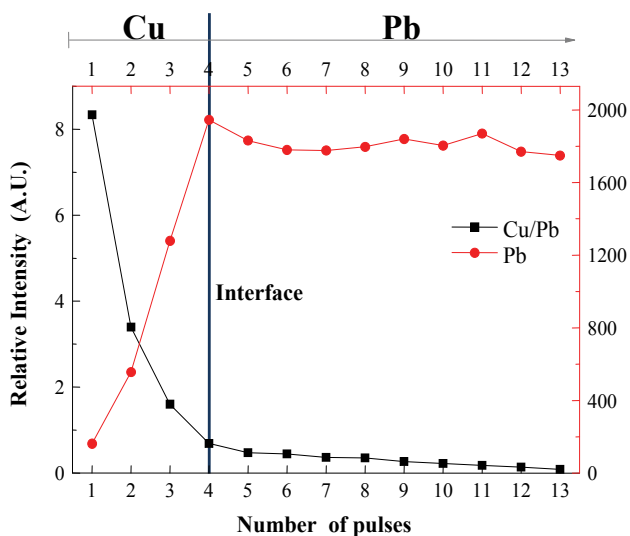 Cu Pb
1 2 3 4 5 6 7 8 9 10 11 12 13
8
6
4
2
0
Relative Intensity (A.U.)
2000
1600
1200
800
400
0
Cu/Pb
Pb
Interface
1 2 3 4 5 6 7 8 9 10 11 12 13
Number of pulses